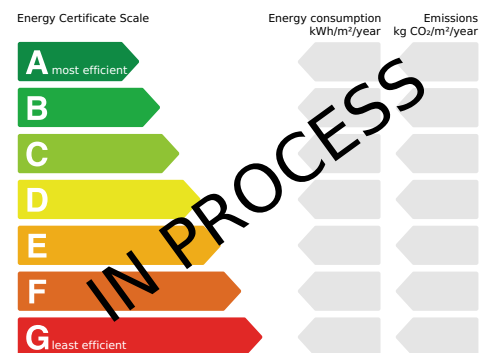 Energy Certificate Scale
Energy consumption
kWh/m²/year
Emissions
kg CO₂/m²/year
A most efficient
B
C
D
E
F
G least efficient
IN PROCESS